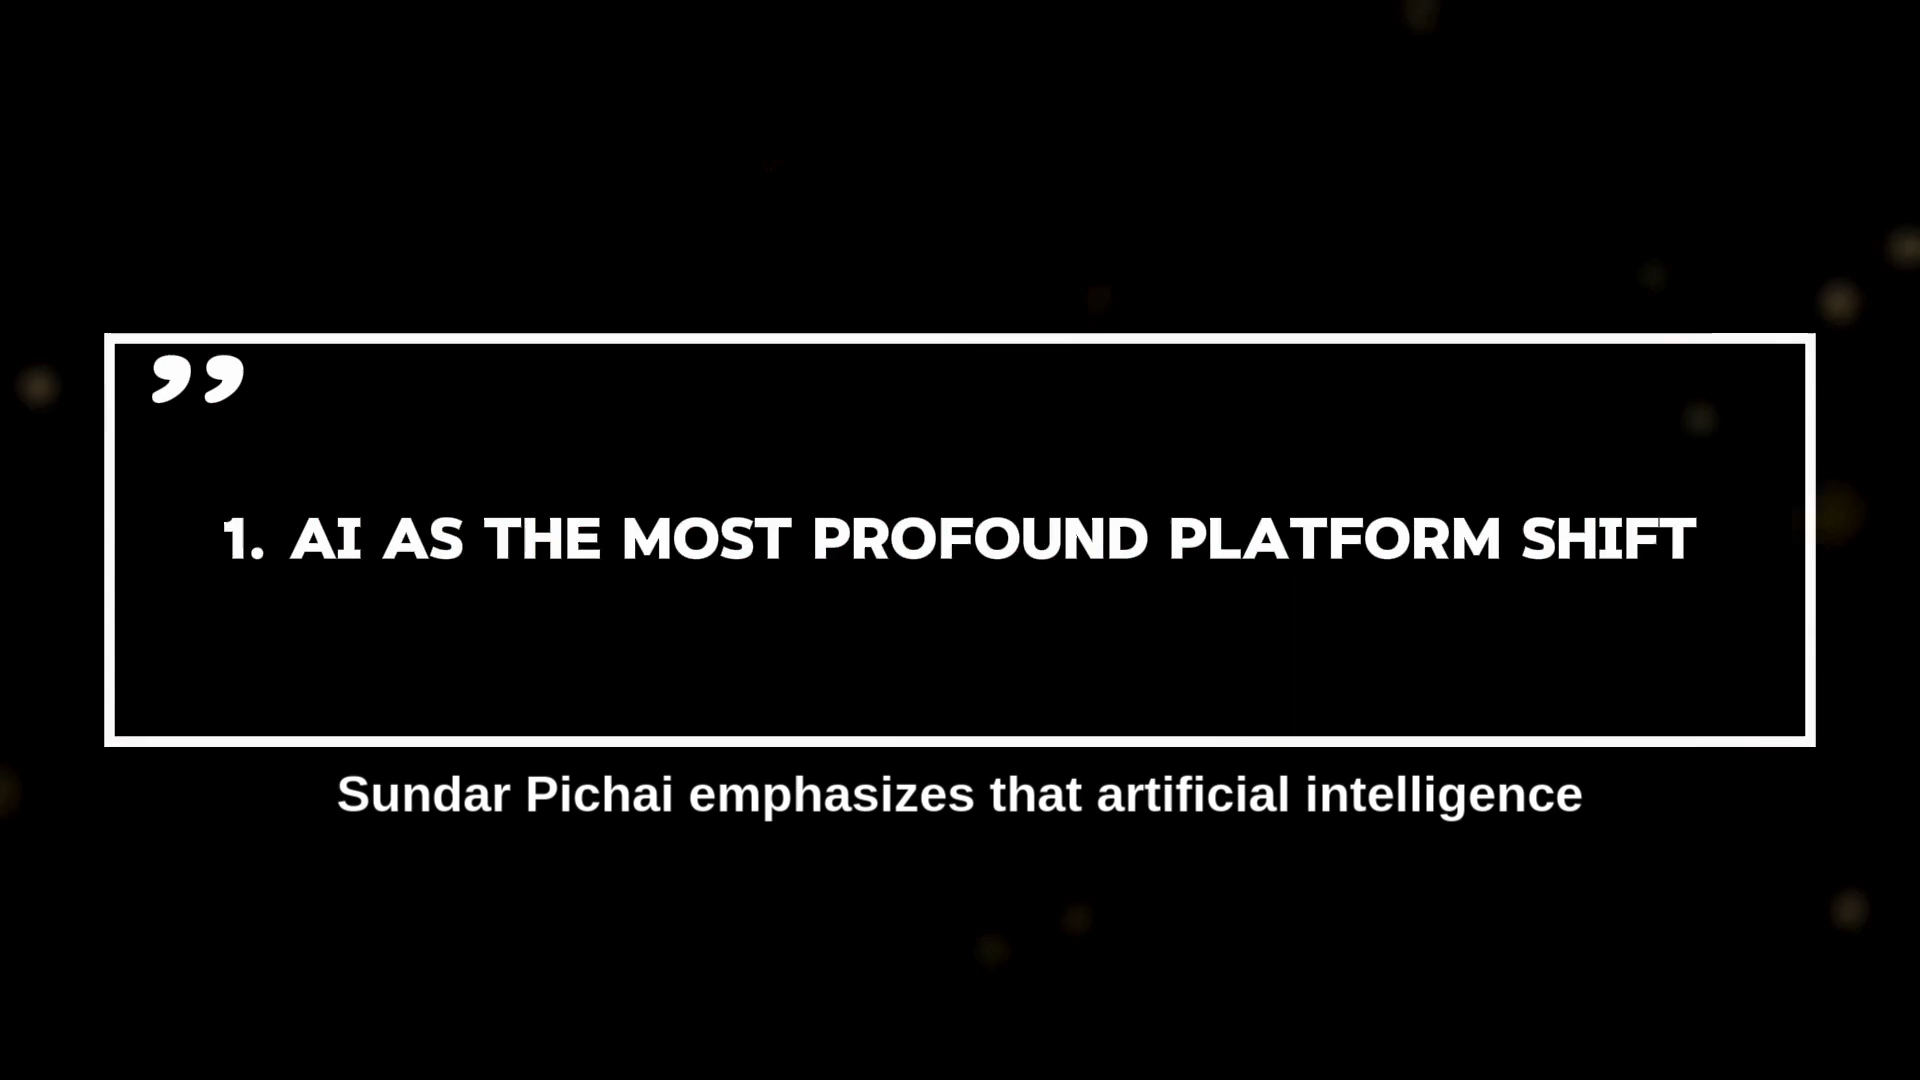 ”
1. AI AS THE MOST PROFOUND PLATFORM SHIFT
Sundar Pichai emphasizes that artificial intelligence